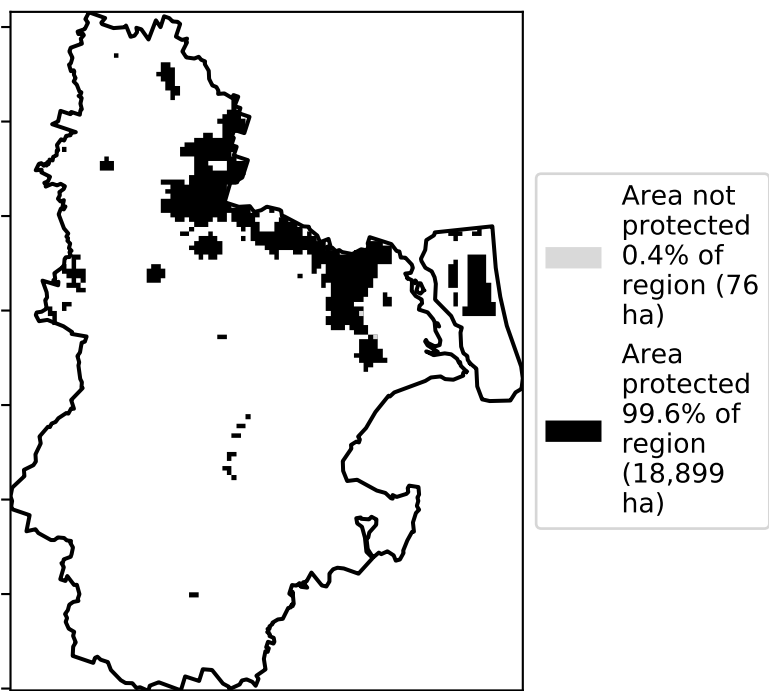 Area not
protected
0.4% of
region (76
ha)
Area
protected
99.6% of
region
(18,899
ha)